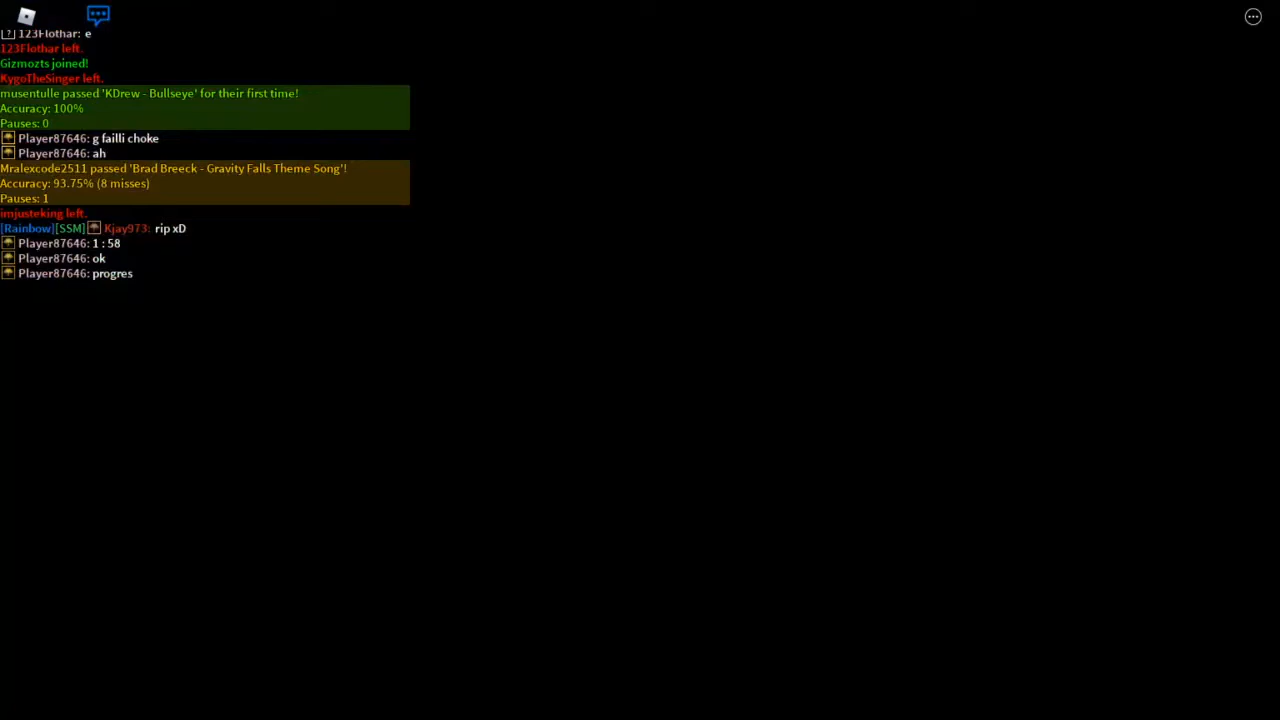 [?] 123Flothar: e
123Flothar left.
Gizmozts joined!
KygoTheSinger left.
musentulle passed 'KDrew - Bullseye' for their first time!
Accuracy: 100%
Pauses: 0
Player87646: g failli choke
Player87646: ah
Mralexcode2511 passed 'Brad Breeck - Gravity Falls Theme Song'!
Accuracy: 93.75% (8 misses)
Pauses: 1
imjusteking left.
[Rainbow][SSM] Kjay973: rip xD
Player87646: 1 : 58
Player87646: ok
Player87646: progres